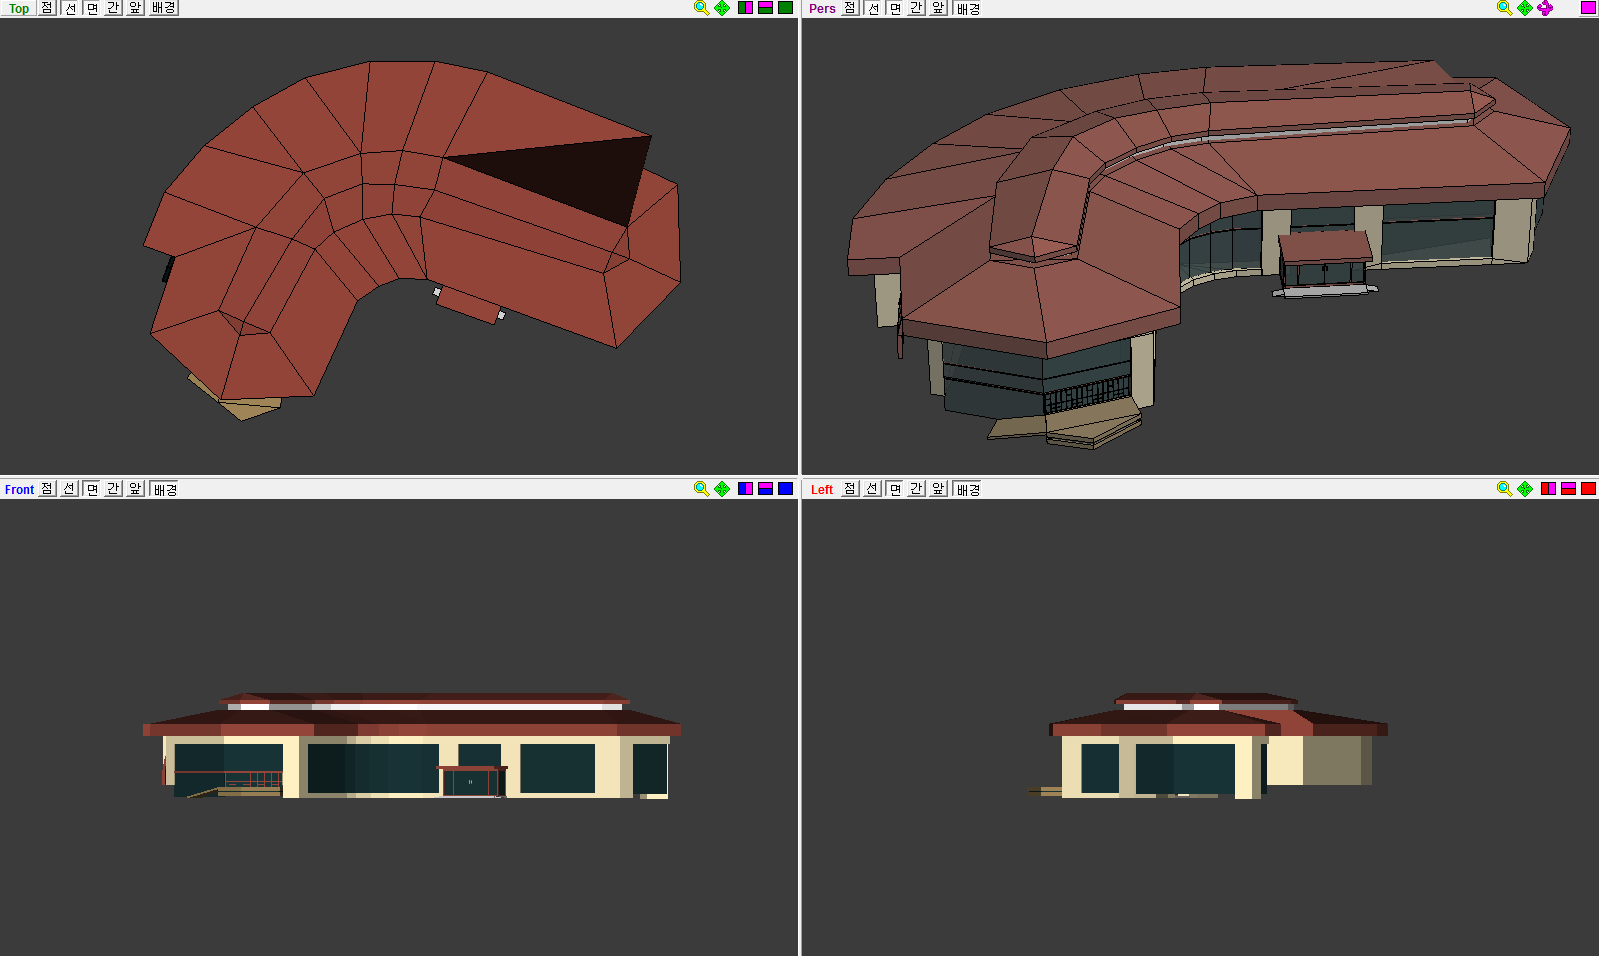 Top 점 선 면 간 앞 배경
Pers 점 선 면 간 앞 배경
Front 점 선 면 간 앞 배경
Left 점 선 면 간 앞 배경